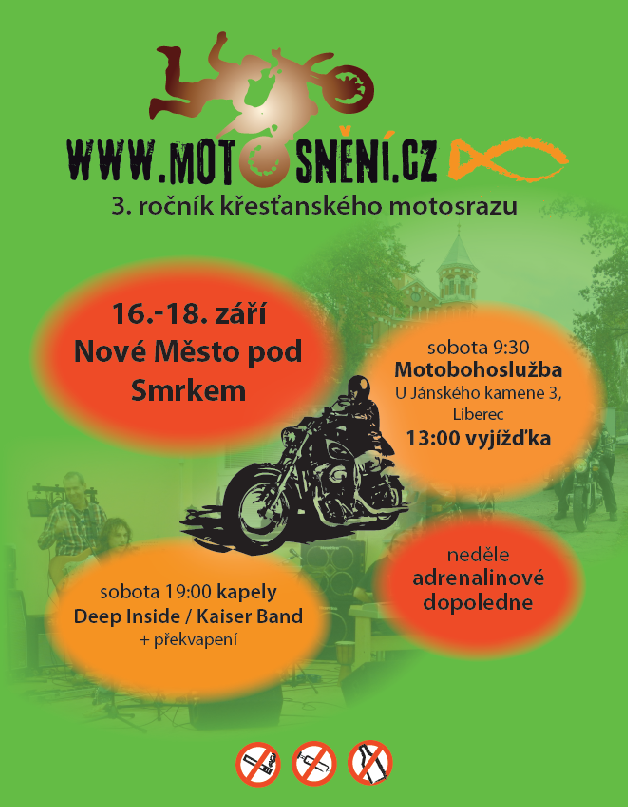 WWW.MOTOSNĚNÍ.CZ
3. ročník křesťanského motosrazu
16.-18. září
Nové Město pod
Smrkem
sobota 9:30
Motobohoslužba
U Jánského kamene 3,
Liberec
13:00 vyjížďka
neděle
adrenalinové
dopoledne
sobota 19:00 kapely
Deep Inside / Kaiser Band
+ překvapení